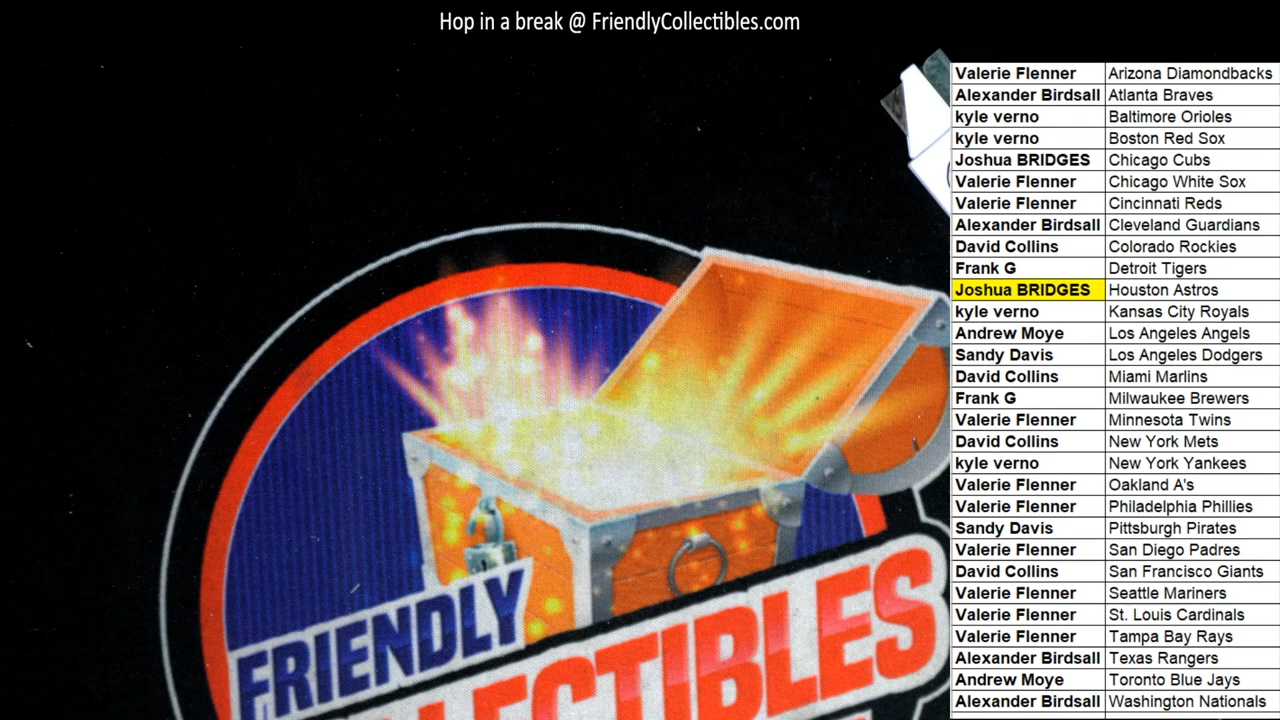 Hop in a break @ FriendlyCollectibles.com
Valerie Flenner Arizona Diamondbacks
Alexander Birdsall Atlanta Braves
kyle verno Baltimore Orioles
kyle verno Boston Red Sox
Joshua BRIDGES Chicago Cubs
Valerie Flenner Chicago White Sox
Valerie Flenner Cincinnati Reds
Alexander Birdsall Cleveland Guardians
David Collins Colorado Rockies
Frank G Detroit Tigers
Joshua BRIDGES Houston Astros
kyle verno Kansas City Royals
Andrew Moye Los Angeles Angels
Sandy Davis Los Angeles Dodgers
David Collins Miami Marlins
Frank G Milwaukee Brewers
Valerie Flenner Minnesota Twins
David Collins New York Mets
kyle verno New York Yankees
Valerie Flenner Oakland A's
Valerie Flenner Philadelphia Phillies
Sandy Davis Pittsburgh Pirates
Valerie Flenner San Diego Padres
David Collins San Francisco Giants
Valerie Flenner Seattle Mariners
Valerie Flenner St. Louis Cardinals
Valerie Flenner Tampa Bay Rays
Alexander Birdsall Texas Rangers
Andrew Moye Toronto Blue Jays
Alexander Birdsall Washington Nationals
FRIENDLY
LLECTIBLES